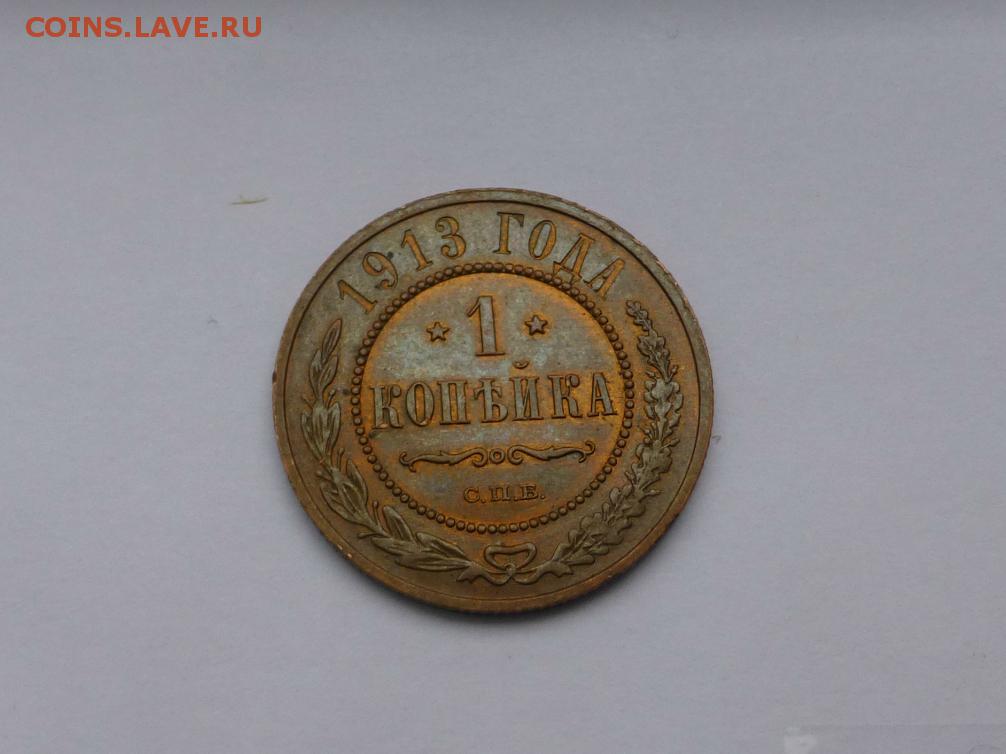 COINS.LAVE.RU
1913 ГОДА
1
КОПѢЙКА
С.П.Б.